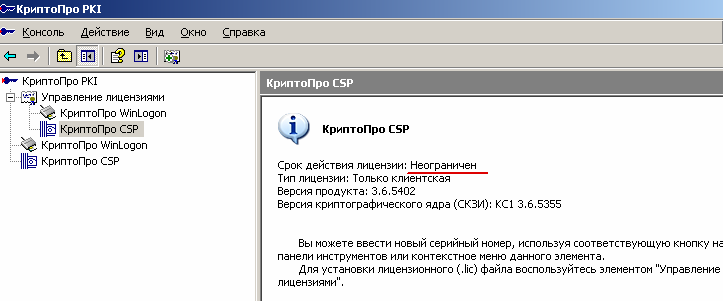 КриптоПро PKI
Консоль Действие Вид Окно Справка
КриптоПро PKI
Управление лицензиями
КриптоПро WinLogon
КриптоПро CSP
КриптоПро WinLogon
КриптоПро CSP
КриптоПро CSP
КриптоПро CSP
Срок действия лицензии: Неограничен
Тип лицензии: Только клиентская
Версия продукта: 3.6.5402
Версия криптографического ядра (СКЗИ): КС1 3.6.5355
Вы можете ввести новый серийный номер, используя соответствующую кнопку на
панели инструментов или контекстное меню данного элемента.
Для установки лицензионного (.lic) файла воспользуйтесь элементом "Управление
лицензиями".